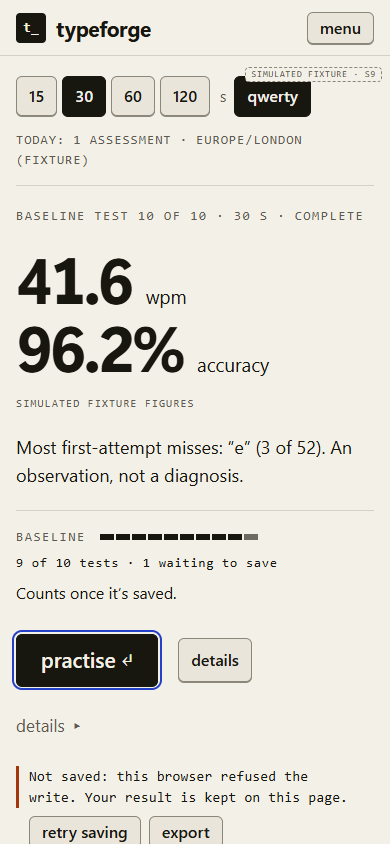 t_ typeforge menu
SIMULATED FIXTURE · S9
15 30 60 120 s qwerty
TODAY: 1 ASSESSMENT · EUROPE/LONDON
(FIXTURE)
BASELINE TEST 10 OF 10 · 30 S · COMPLETE
41.6 wpm
96.2% accuracy
SIMULATED FIXTURE FIGURES
Most first-attempt misses: “e” (3 of 52). An
observation, not a diagnosis.
BASELINE
9 of 10 tests · 1 waiting to save
Counts once it’s saved.
practise ↵ details
details ▸
Not saved: this browser refused the
write. Your result is kept on this page.
retry saving export